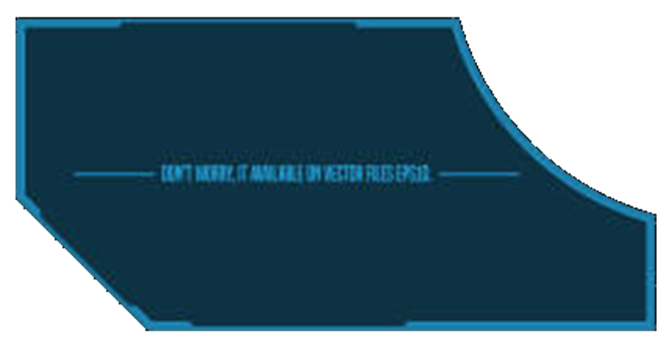 DON'T WORRY, IT AVAILABLE ON VECTOR FILES EPS10.